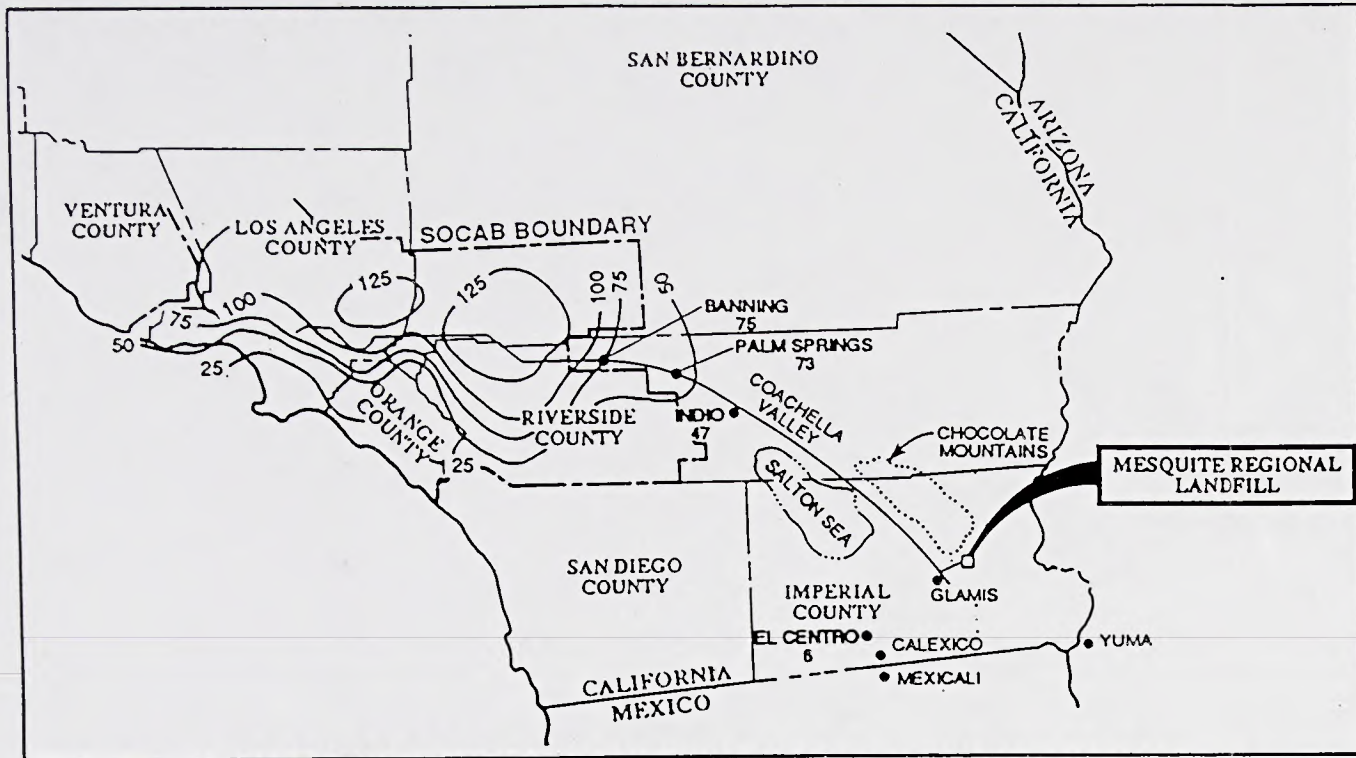 SAN BERNARDINO
COUNTY
ARIZONA
CALIFORNIA
VENTURA
COUNTY
LOS ANGELES
COUNTY
SOCAB BOUNDARY
125
125
100
75
50
100
75
50
25
BANNING
75
PALM SPRINGS
73
COACHELLA
VALLEY
INDIO
47
ORANGE
COUNTY
RIVERSIDE
COUNTY
25
CHOCOLATE
MOUNTAINS
MESQUITE REGIONAL
LANDFILL
SALTON SEA
SAN DIEGO
COUNTY
IMPERIAL
COUNTY
GLAMIS
EL CENTRO
6
CALEXICO
YUMA
MEXICALI
CALIFORNIA
MEXICO